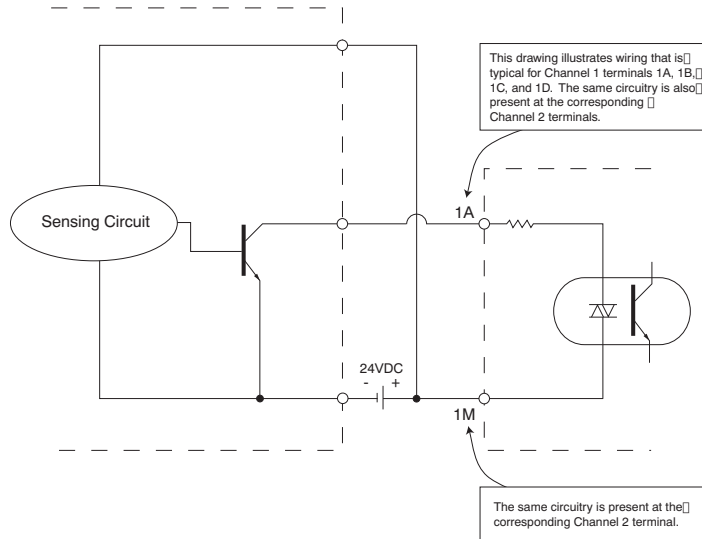 This drawing illustrates wiring that is
typical for Channel 1 terminals 1A, 1B,
1C, and 1D. The same circuitry is also
present at the corresponding
Channel 2 terminals.
Sensing Circuit
1A
24VDC
- +
1M
The same circuitry is present at the
corresponding Channel 2 terminal.